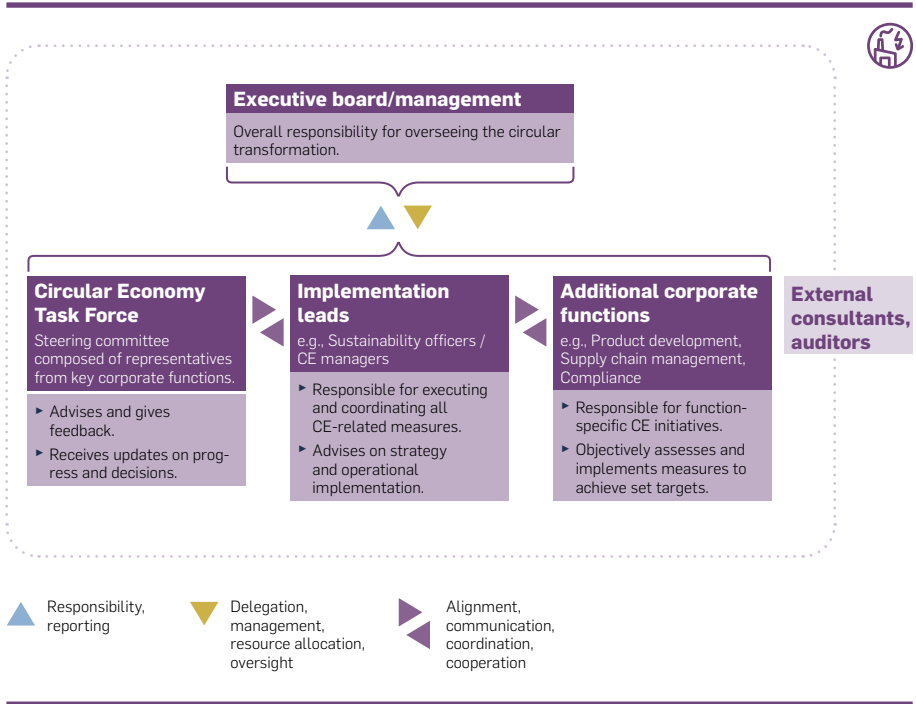 Executive board/management
Overall responsibility for overseeing the circular
transformation.
Circular Economy
Task Force
Steering committee
composed of representatives
from key corporate functions.
▸ Advises and gives
feedback.
▸ Receives updates on prog-
ress and decisions.
Implementation
leads
e.g., Sustainability officers /
CE managers
▸ Responsible for executing
and coordinating all
CE-related measures.
▸ Advises on strategy
and operational
implementation.
Additional corporate
functions
e.g., Product development,
Supply chain management,
Compliance
▸ Responsible for function-
specific CE initiatives.
▸ Objectively assesses and
implements measures to
achieve set targets.
External
consultants,
auditors
Responsibility,
reporting
Delegation,
management,
resource allocation,
oversight
Alignment,
communication,
coordination,
cooperation